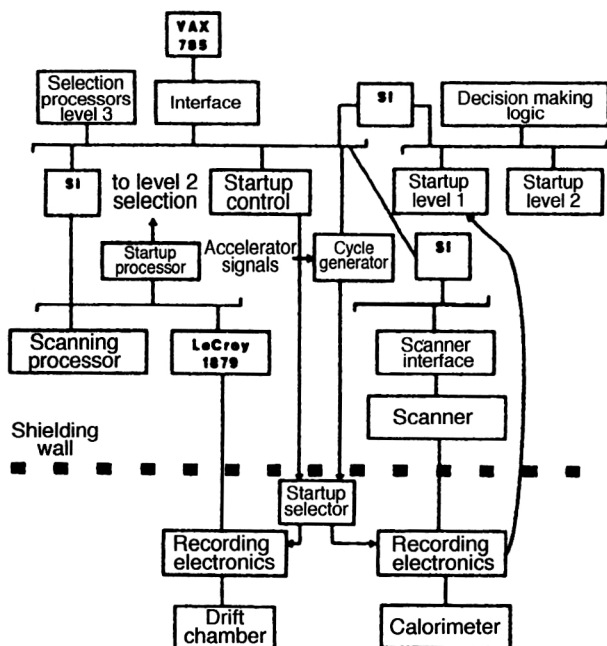 VAX
785
Selection
processors
level 3
Interface
SI
Decision making
logic
SI
to level 2
selection
Startup
control
Startup
level 1
Startup
level 2
Startup
processor
Accelerator
signals
Cycle
generator
SI
Scanning
processor
LeCroy
1879
Scanner
interface
Scanner
Shielding
wall
Startup
selector
Recording
electronics
Recording
electronics
Drift
chamber
Calorimeter